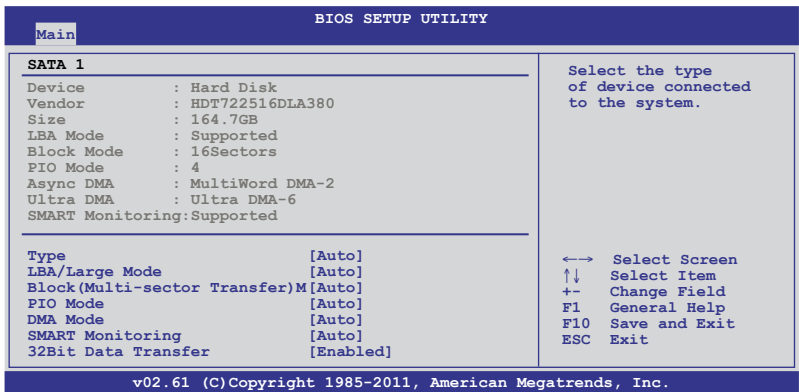 BIOS SETUP UTILITY
Main
SATA 1
Device : Hard Disk
Vendor : HDT722516DLA380
Size : 164.7GB
LBA Mode : Supported
Block Mode : 16Sectors
PIO Mode : 4
Async DMA : MultiWord DMA-2
Ultra DMA : Ultra DMA-6
SMART Monitoring:Supported
Type [Auto]
LBA/Large Mode [Auto]
Block(Multi-sector Transfer)M[Auto]
PIO Mode [Auto]
DMA Mode [Auto]
SMART Monitoring [Auto]
32Bit Data Transfer [Enabled]
Select the type
of device connected
to the system.
←→ Select Screen
↑↓ Select Item
+- Change Field
F1 General Help
F10 Save and Exit
ESC Exit
v02.61 (C)Copyright 1985-2011, American Megatrends, Inc.